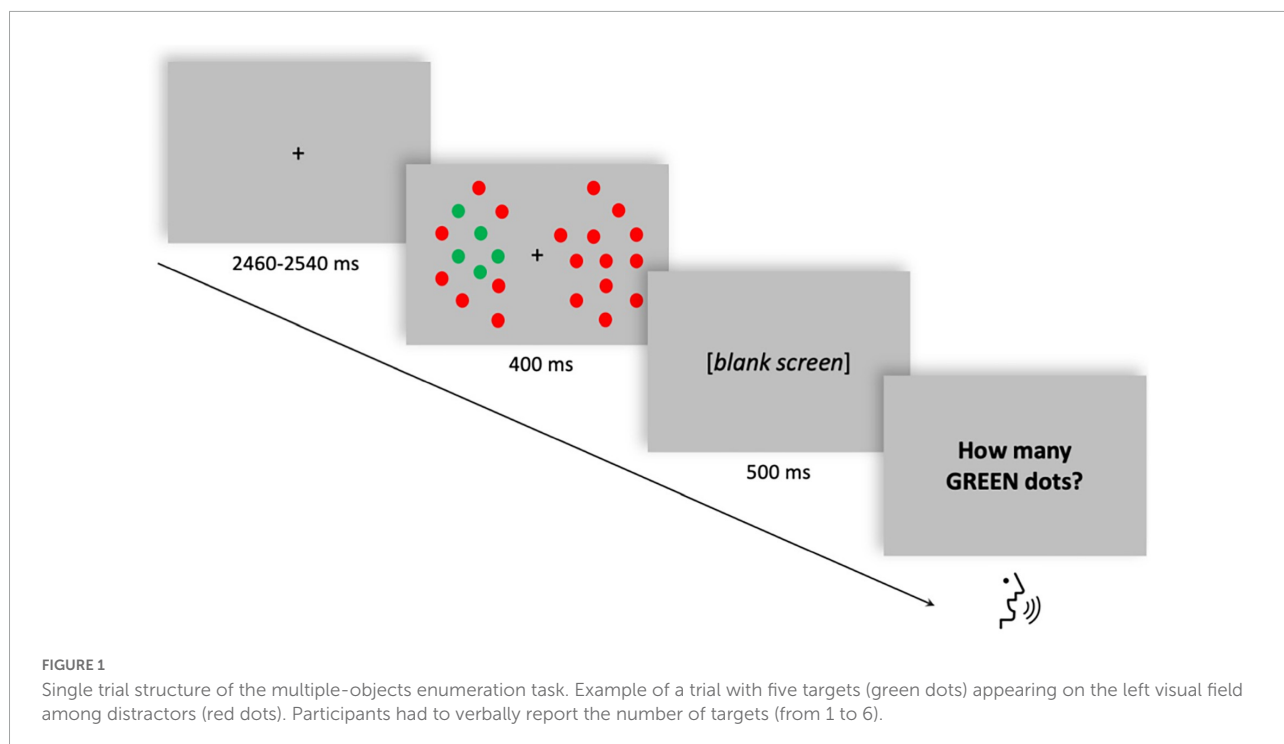 +
2460-2540 ms
+
400 ms
[blank screen]
500 ms
How many
GREEN dots?
FIGURE 1
Single trial structure of the multiple-objects enumeration task. Example of a trial with five targets (green dots) appearing on the left visual field
among distractors (red dots). Participants had to verbally report the number of targets (from 1 to 6).